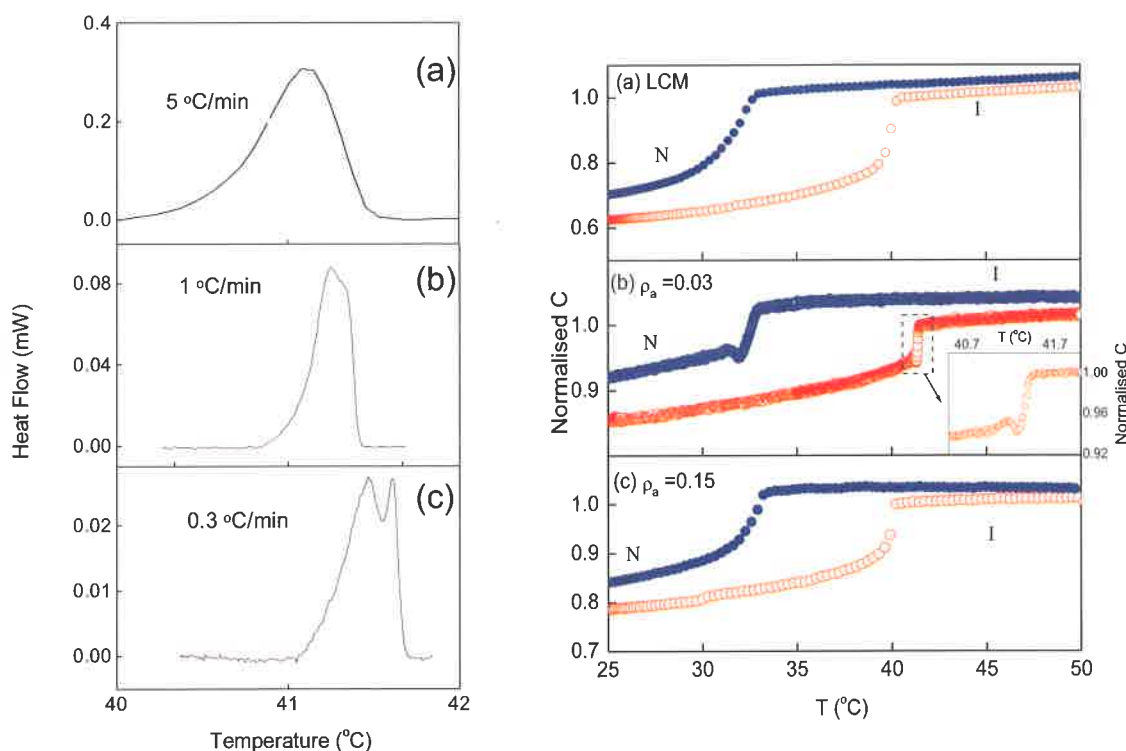 0.4
(a)
5 °C/min
0.2
0.0
(b)
0.08
1 °C/min
0.04
0.00
(c)
0.02
0.3 °C/min
0.01
0.00
40 41 42
Heat Flow (mW)
Temperature (°C)
(a) LCM
1.0
I
0.8
N
0.6
(b) ρa =0.03
I
1.0
N
0.9
40.7 T (°C) 41.7
1.00
0.96
0.92
Normalised C
(c) ρa =0.15
1.0
I
0.9
N
0.8
0.7
25 30 35 40 45 50
Normalised C
T (°C)